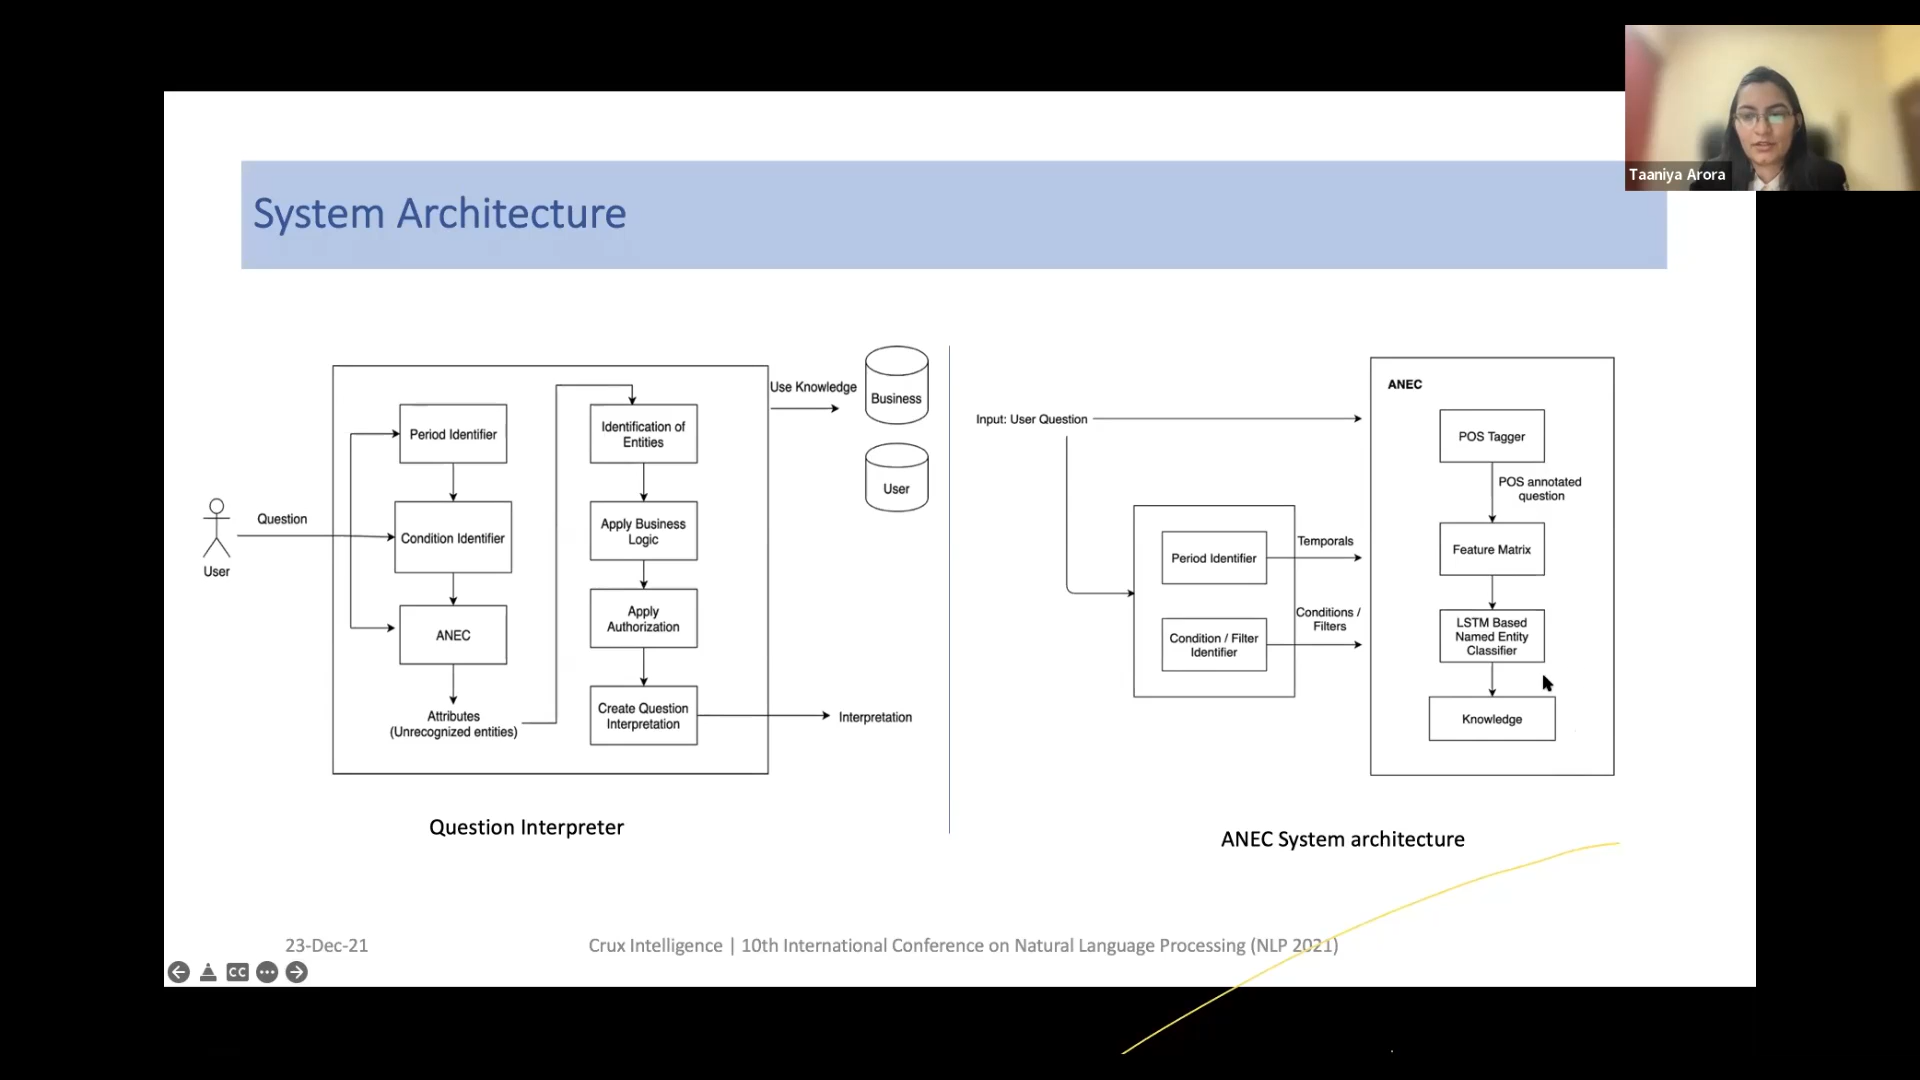 Taaniya Arora
System Architecture
Question
User
Period Identifier
Condition Identifier
ANEC
Attributes
(Unrecognized entities)
Identification of
Entities
Apply Business
Logic
Apply
Authorization
Create Question
Interpretation
Use Knowledge
Business
User
Interpretation
Question Interpreter
Input: User Question
Period Identifier
Condition / Filter
Identifier
Temporals
Conditions /
Filters
ANEC
POS Tagger
POS annotated
question
Feature Matrix
LSTM Based
Named Entity
Classifier
Knowledge
ANEC System architecture
23-Dec-21
Crux Intelligence | 10th International Conference on Natural Language Processing (NLP 2021)
CC